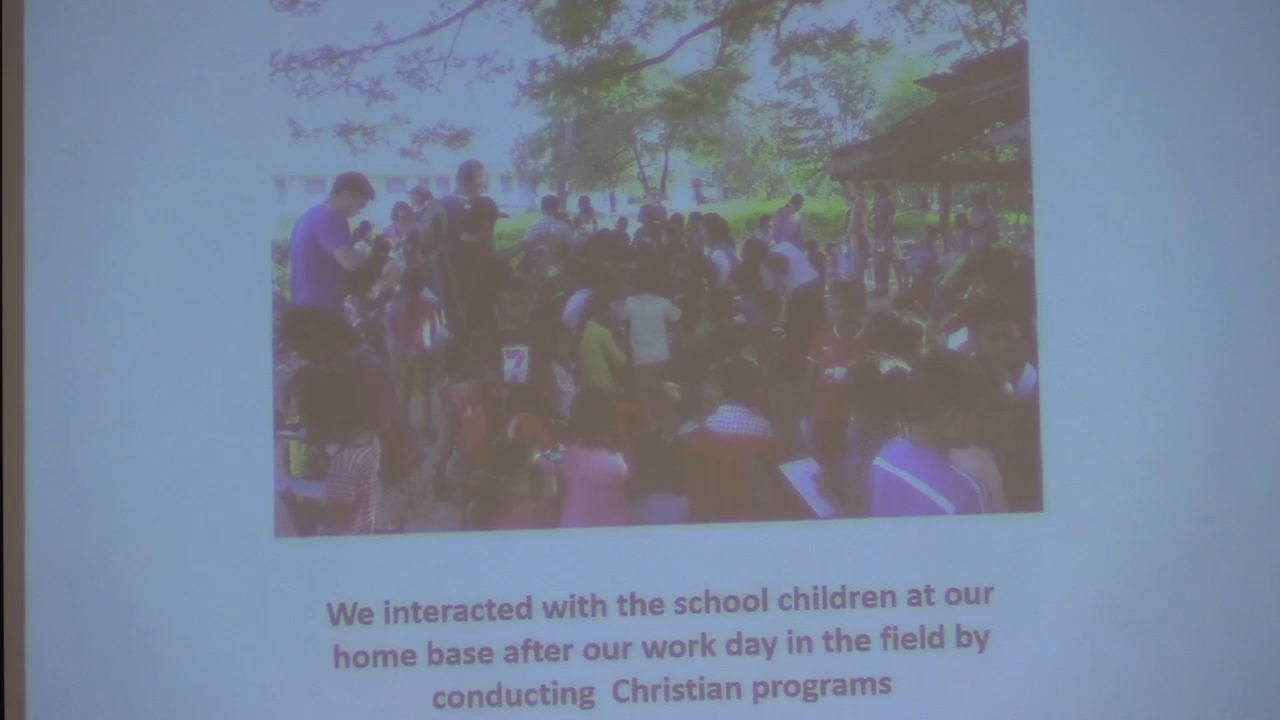 7
We interacted with the school children at our
home base after our work day in the field by
conducting  Christian programs